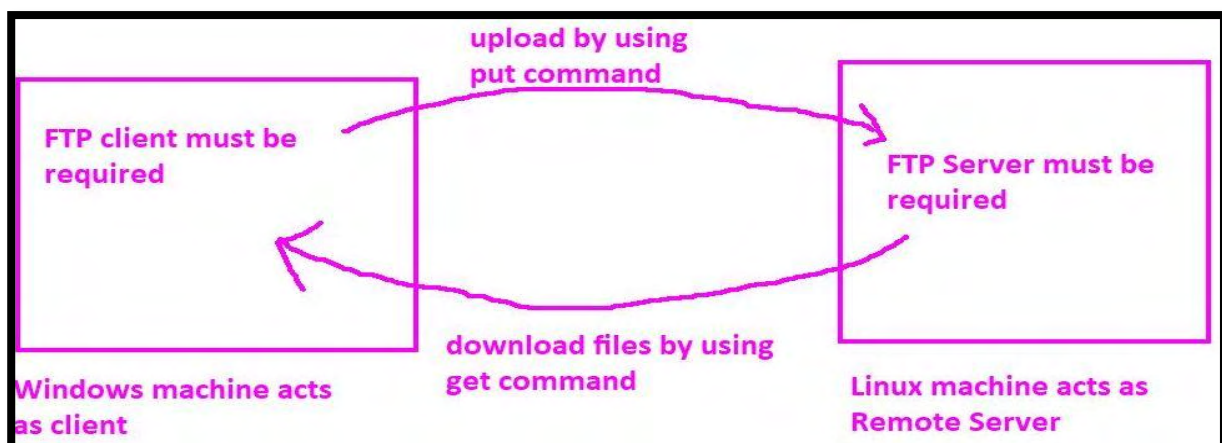 upload by using
put command
FTP client must be
required
FTP Server must be
required
download files by using
get command
Windows machine acts
as client
Linux machine acts as
Remote Server